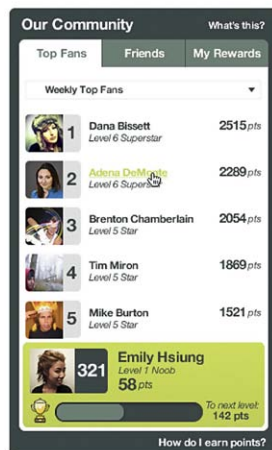 Our Community
What's this?
Top Fans
Friends
My Rewards
Weekly Top Fans
1
Dana Bissett
2515 pts
Level 6 Superstar
2
Adena DeMonte
2289 pts
Level 6 Superstar
3
Brenton Chamberlain
2054 pts
Level 5 Star
4
Tim Miron
1869 pts
Level 5 Star
5
Mike Burton
1521 pts
Level 5 Star
321
Emily Hsiung
Level 1 Noob
58 pts
To next level:
142 pts
How do I earn points?